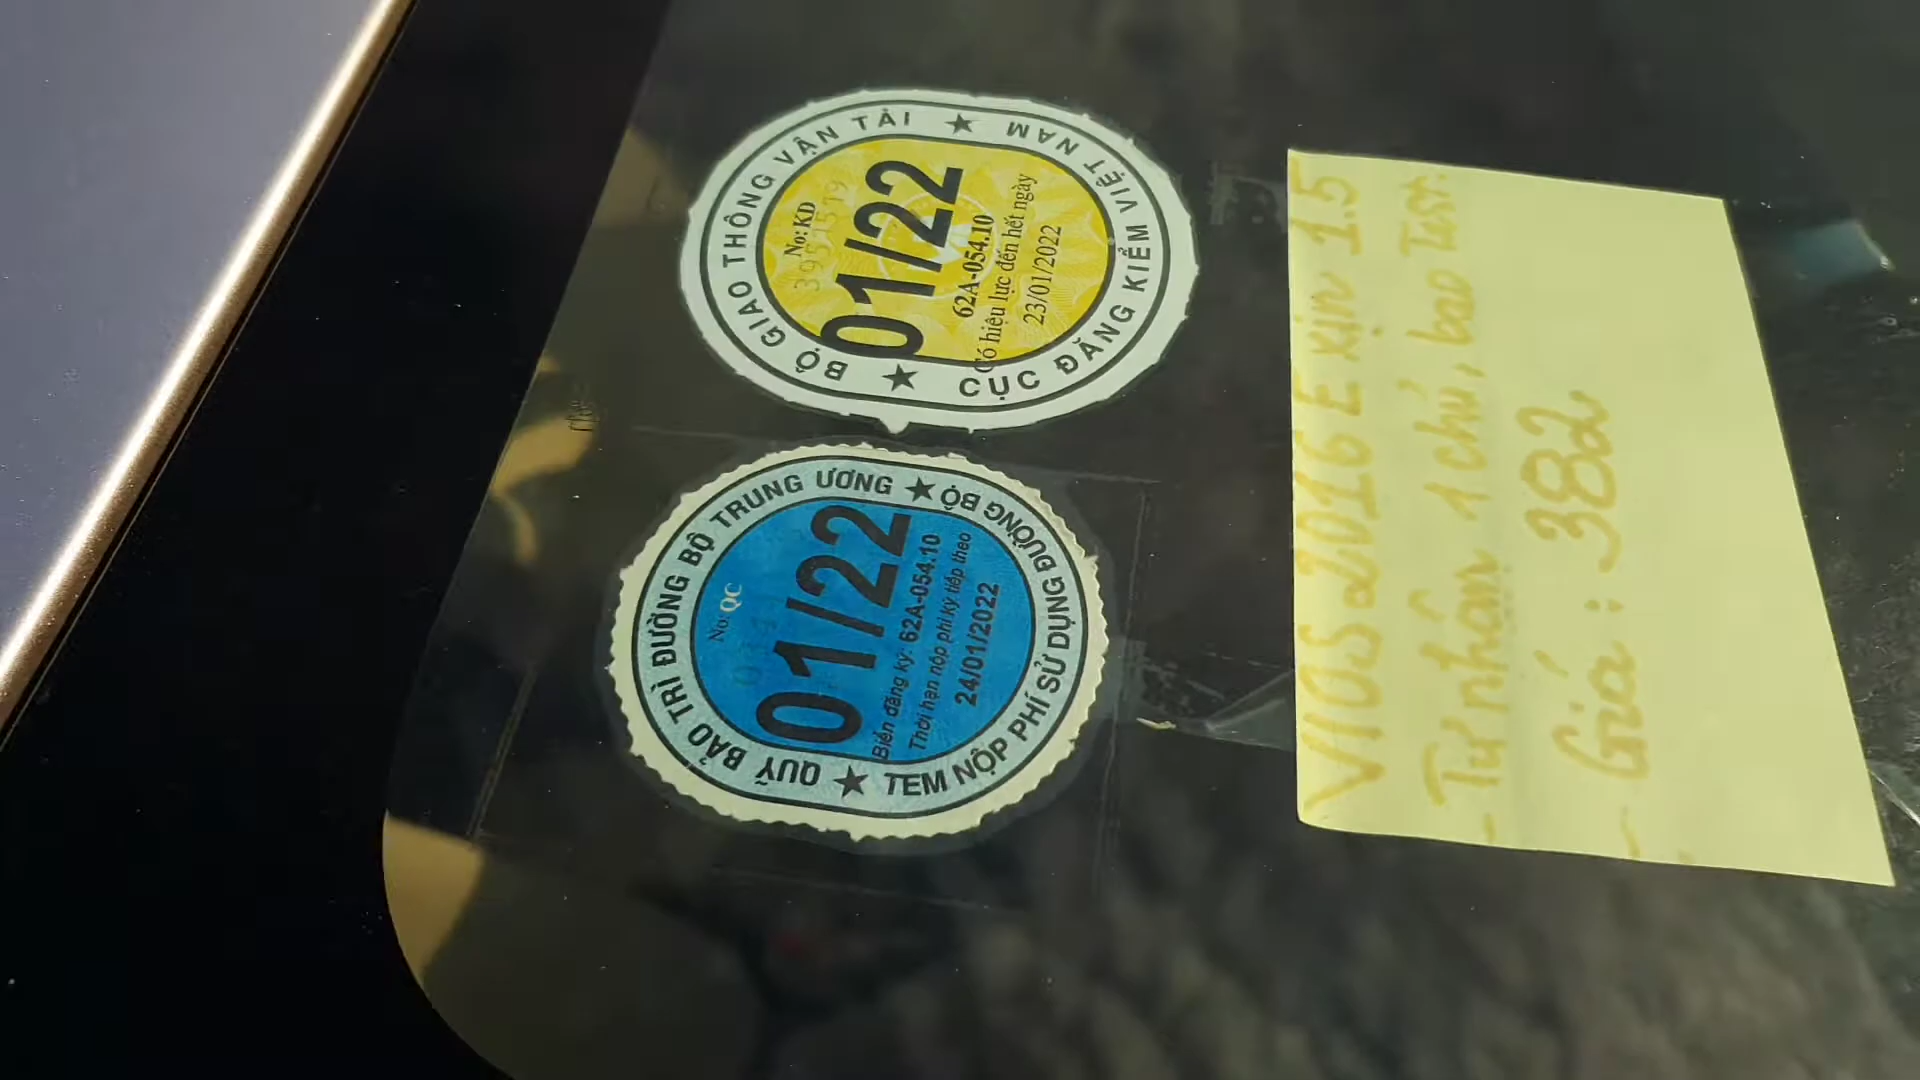 BỘ GIAO THÔNG VẬN TẢI ★ CỤC ĐĂNG KIỂM VIỆT NAM ★
No: KD
3951519
01/22
62A-054.10
Có hiệu lực đến hết ngày
23/01/2022
QUỸ BẢO TRÌ ĐƯỜNG BỘ TRUNG ƯƠNG ★ TEM NỘP PHÍ SỬ DỤNG ĐƯỜNG BỘ ★
No: QC
01/22
Biển đăng ký: 62A-054.10
Thời hạn nộp phí kỳ tiếp theo
24/01/2022
VIOS 2016 E xịn 1.5
- Tư nhân 1 chủ, bao Test.
- Giá: 382